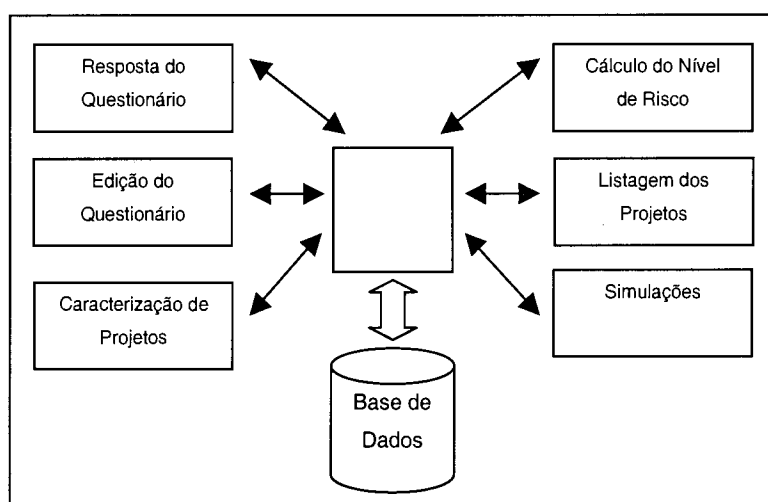 Resposta do
Questionário
Edição do
Questionário
Caracterização de
Projetos
Cálculo do Nível
de Risco
Listagem dos
Projetos
Simulações
Base de
Dados